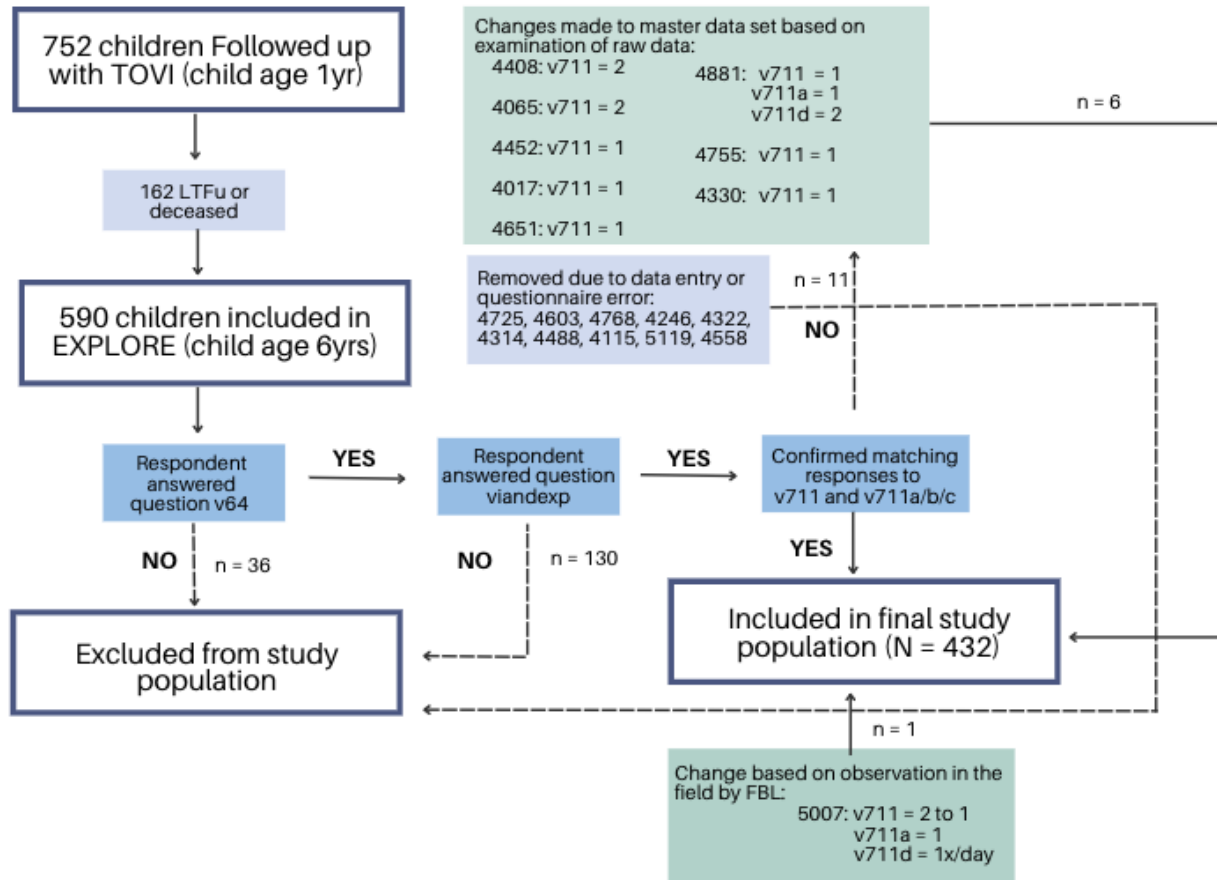 752 children Followed up
with TOVI (child age 1yr)
162 LTFu or
deceased
590 children included in
EXPLORE (child age 6yrs)
Respondent
answered
question v64
YES
NO
n = 36
Respondent
answered question
viandexp
YES
NO
n = 130
Confirmed matching
responses to
v711 and v711a/b/c
NO
n = 11
YES
Excluded from study
population
Included in final study
population (N = 432)
Changes made to master data set based on
examination of raw data:
4408: v711 = 2
4065: v711 = 2
4452: v711 = 1
4017: v711 = 1
4651: v711 = 1
4881: v711 = 1
v711a = 1
v711d = 2
4755: v711 = 1
4330: v711 = 1
n = 6
Removed due to data entry or
questionnaire error:
4725, 4603, 4768, 4246, 4322,
4314, 4488, 4115, 5119, 4558
n = 1
Change based on observation in the
field by FBL:
5007: v711 = 2 to 1
v711a = 1
v711d = 1x/day